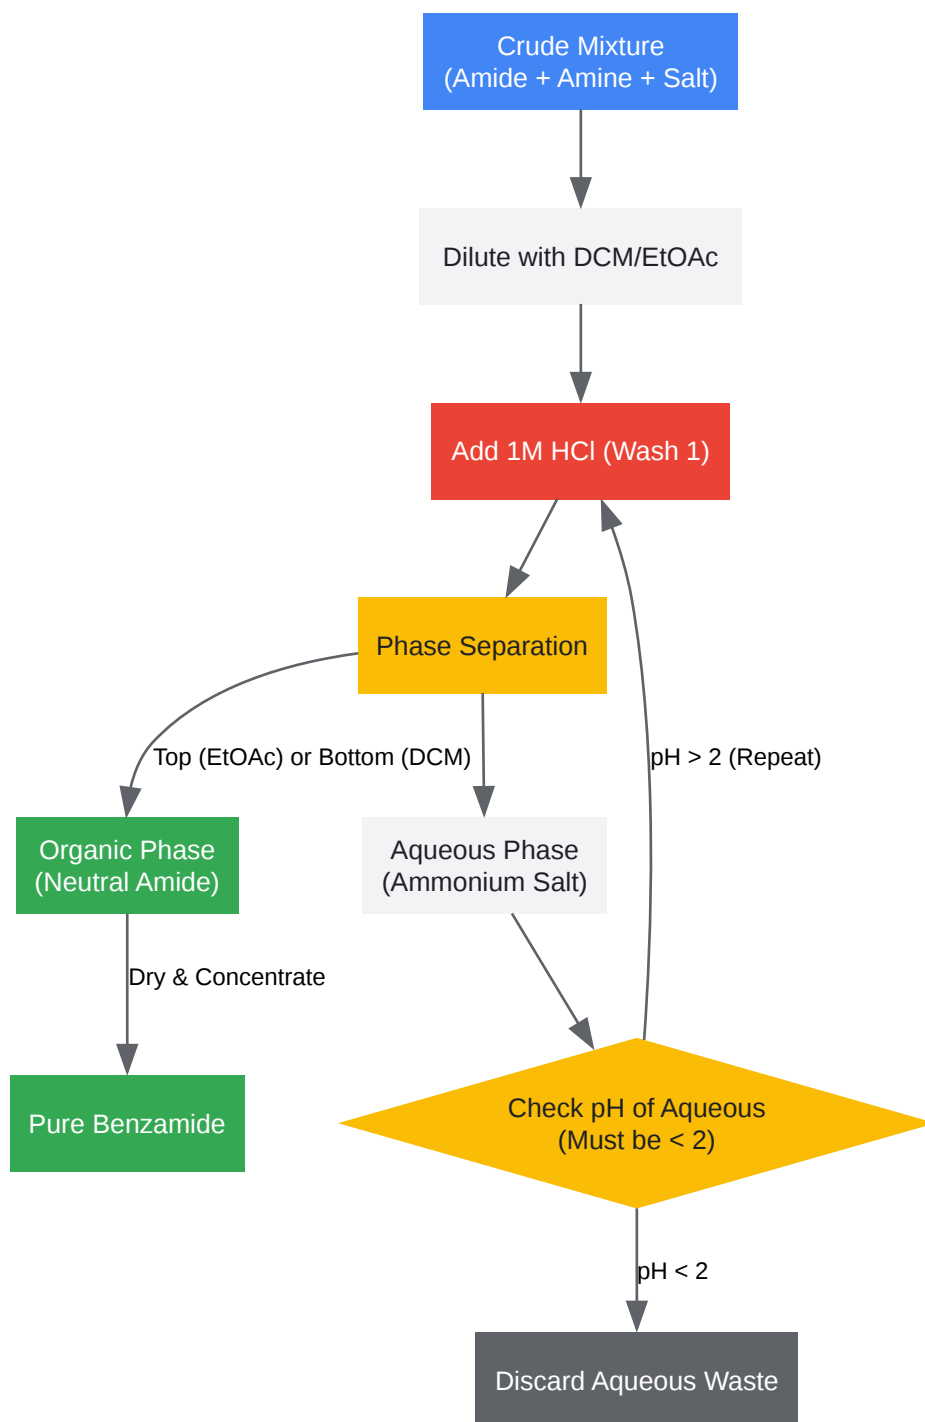 Crude Mixture
(Amide + Amine + Salt)
Dilute with DCM/EtOAc
Add 1M HCl (Wash 1)
Phase Separation
Top (EtOAc) or Bottom (DCM)
pH > 2 (Repeat)
Organic Phase
(Neutral Amide)
Aqueous Phase
(Ammonium Salt)
Dry & Concentrate
Pure Benzamide
Check pH of Aqueous
(Must be < 2)
pH < 2
Discard Aqueous Waste